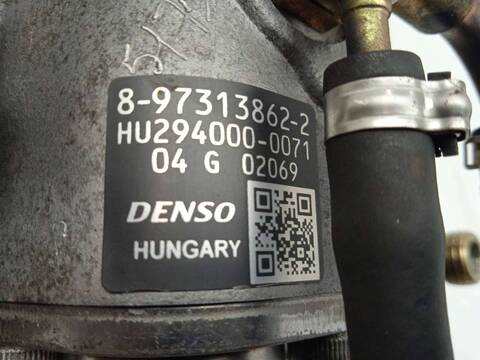 8-97313862-2
HU294000-0071
04 G 02069
DENSO
HUNGARY